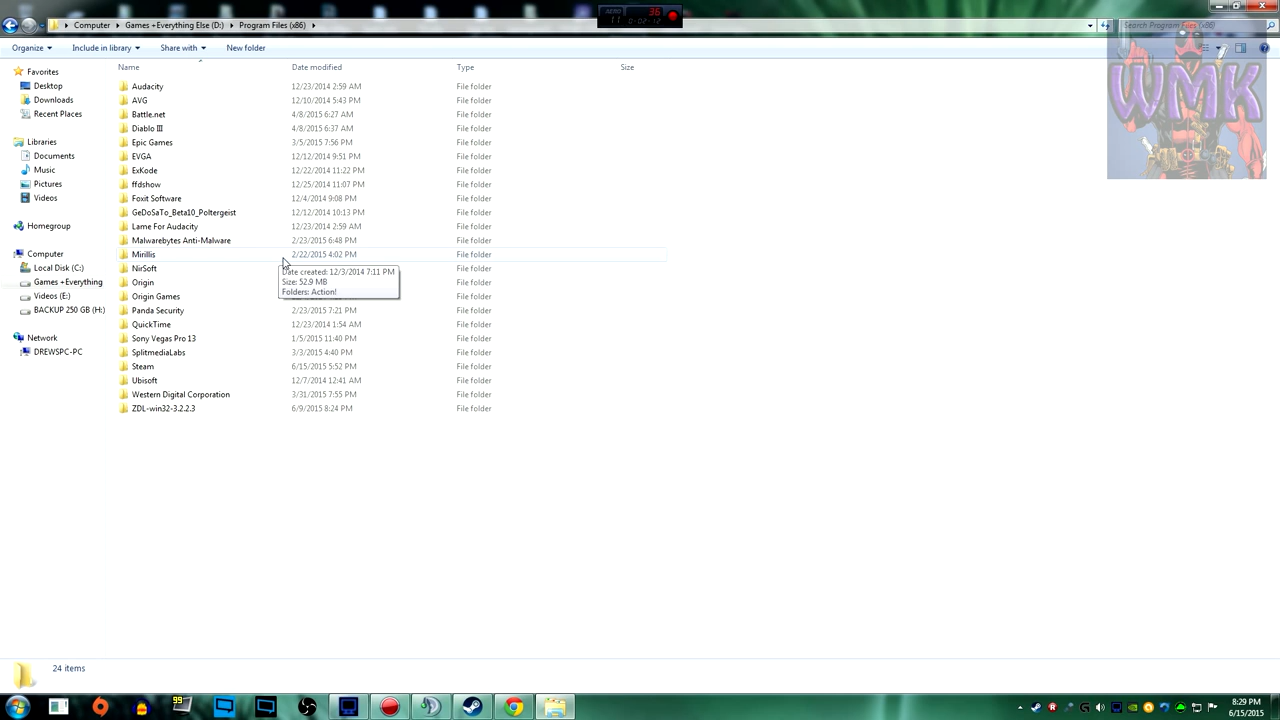 Computer ▸ Games +Everything Else (D:) ▸ Program Files (x86) ▸
Search Program Files (x86)
AERO 36
0:02:12
Organize ▾ Include in library ▾ Share with ▾ New folder
Name Date modified Type Size
Favorites
Desktop
Downloads
Recent Places
Libraries
Documents
Music
Pictures
Videos
Homegroup
Computer
Local Disk (C:)
Games +Everything
Videos (E:)
BACKUP 250 GB (H:)
Network
DREWSPC-PC
Audacity 12/23/2014 2:59 AM File folder
AVG 12/10/2014 5:43 PM File folder
Battle.net 4/8/2015 6:27 AM File folder
Diablo III 4/8/2015 6:37 AM File folder
Epic Games 3/5/2015 7:56 PM File folder
EVGA 12/12/2014 9:51 PM File folder
ExKode 12/22/2014 11:22 PM File folder
ffdshow 12/25/2014 11:07 PM File folder
Foxit Software 12/4/2014 9:08 PM File folder
GeDoSaTo_Beta10_Poltergeist 12/12/2014 10:13 PM File folder
Lame For Audacity 12/23/2014 2:59 AM File folder
Malwarebytes Anti-Malware 2/23/2015 6:48 PM File folder
Mirillis 2/22/2015 4:02 PM File folder
NirSoft File folder
Origin File folder
Origin Games File folder
Panda Security 2/23/2015 7:21 PM File folder
QuickTime 12/23/2014 1:54 AM File folder
Sony Vegas Pro 13 1/5/2015 11:40 PM File folder
SplitmediaLabs 3/3/2015 4:40 PM File folder
Steam 6/15/2015 5:52 PM File folder
Ubisoft 12/7/2014 12:41 AM File folder
Western Digital Corporation 3/31/2015 7:55 PM File folder
ZDL-win32-3.2.2.3 6/9/2015 8:24 PM File folder
Date created: 12/3/2014 7:11 PM
Size: 52.9 MB
Folders: Action!
WMK
24 items
99
8:29 PM
6/15/2015